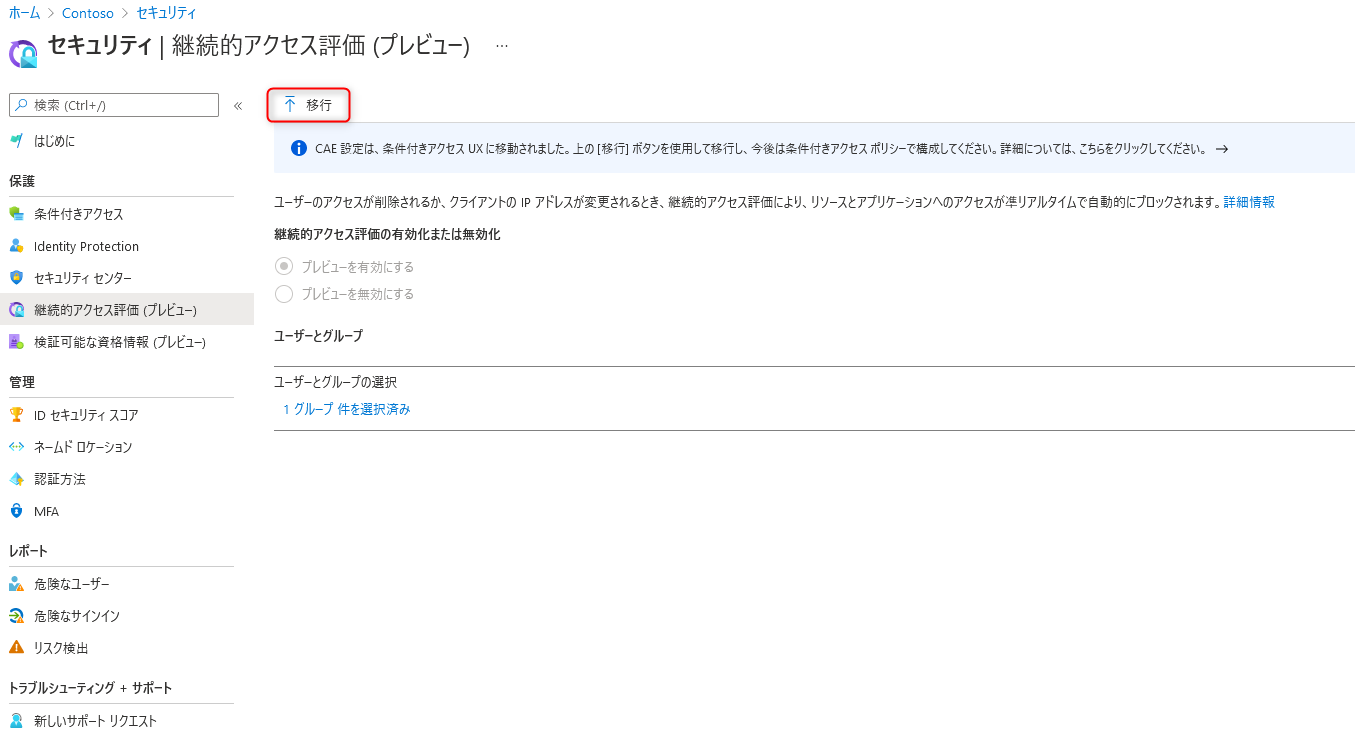 ホーム > Contoso > セキュリティ
セキュリティ | 継続的アクセス評価 (プレビュー) …
検索 (Ctrl+/) «
はじめに
保護
条件付きアクセス
Identity Protection
セキュリティ センター
継続的アクセス評価 (プレビュー)
検証可能な資格情報 (プレビュー)
管理
ID セキュリティ スコア
ネームド ロケーション
認証方法
MFA
レポート
危険なユーザー
危険なサインイン
リスク検出
トラブルシューティング + サポート
新しいサポート リクエスト
移行
CAE 設定は、条件付きアクセス UX に移動されました。上の [移行] ボタンを使用して移行し、今後は条件付きアクセス ポリシーで構成してください。詳細については、こちらをクリックしてください。 →
ユーザーのアクセスが削除されるか、クライアントの IP アドレスが変更されるとき、継続的アクセス評価により、リソースとアプリケーションへのアクセスが準リアルタイムで自動的にブロックされます。詳細情報
継続的アクセス評価の有効化または無効化
プレビューを有効にする
プレビューを無効にする
ユーザーとグループ
ユーザーとグループの選択
1 グループ 件を選択済み